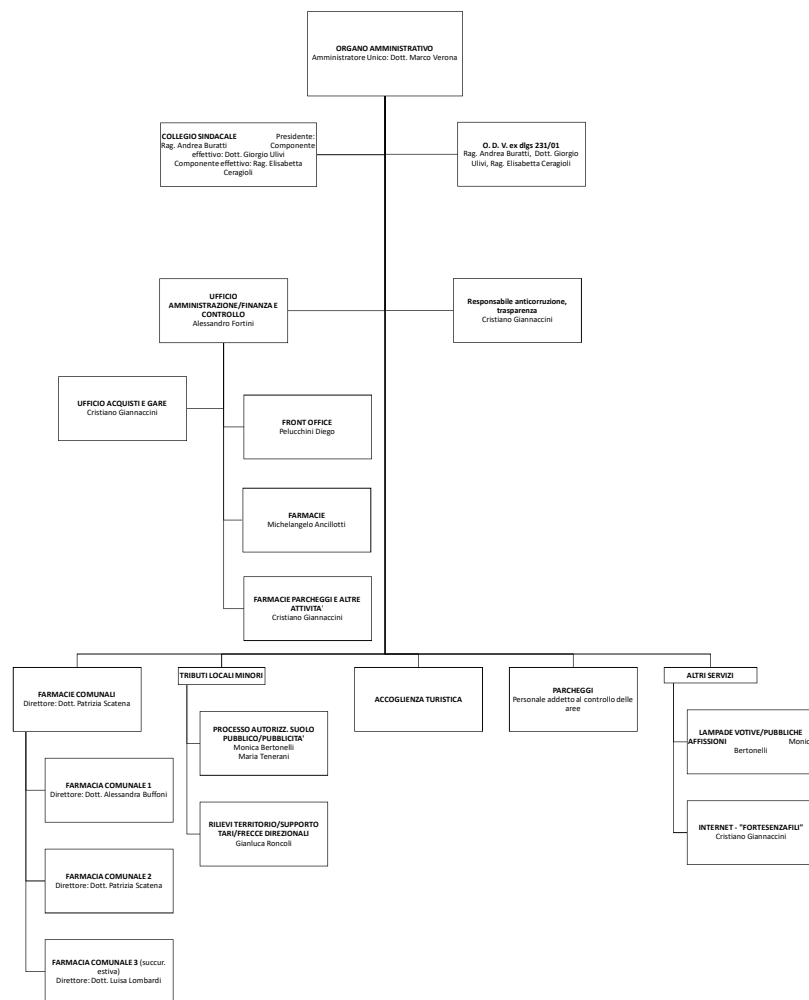 ORGANO AMMINISTRATIVO
Amministratore Unico: Dott. Marco Verona
COLLEGIO SINDACALE Presidente:
Rag. Andrea Buratti Componente
effettivo: Dott. Giorgio Ulivi
Componente effettivo: Rag. Elisabetta
Ceragioli
O. D. V. ex dlgs 231/01
Rag. Andrea Buratti, Dott. Giorgio
Ulivi, Rag. Elisabetta Ceragioli
UFFICIO
AMMINISTRAZIONE/FINANZA E
CONTROLLO
Alessandro Fortini
Responsabile anticorruzione,
trasparenza
Cristiano Giannaccini
UFFICIO ACQUISTI E GARE
Cristiano Giannaccini
FRONT OFFICE
Pelucchini Diego
FARMACIE
Michelangelo Ancillotti
FARMACIE PARCHEGGI E ALTRE
ATTIVITA'
Cristiano Giannaccini
FARMACIE COMUNALI
Direttore: Dott. Patrizia Scatena
TRIBUTI LOCALI MINORI
ACCOGLIENZA TURISTICA
PARCHEGGI
Personale addetto al controllo delle
aree
ALTRI SERVIZI
PROCESSO AUTORIZZ. SUOLO
PUBBLICO/PUBBLICITA'
Monica Bertonelli
Maria Tenerani
LAMPADE VOTIVE/PUBBLICHE
AFFISSIONI Monic
Bertonelli
FARMACIA COMUNALE 1
Direttore: Dott. Alessandra Buffoni
RILIEVI TERRITORIO/SUPPORTO
TARI/FRECCE DIREZIONALI
Gianluca Roncoli
INTERNET - "FORTESENZAFILI"
Cristiano Giannaccini
FARMACIA COMUNALE 2
Direttore: Dott. Patrizia Scatena
FARMACIA COMUNALE 3 (succur.
estiva)
Direttore: Dott. Luisa Lombardi